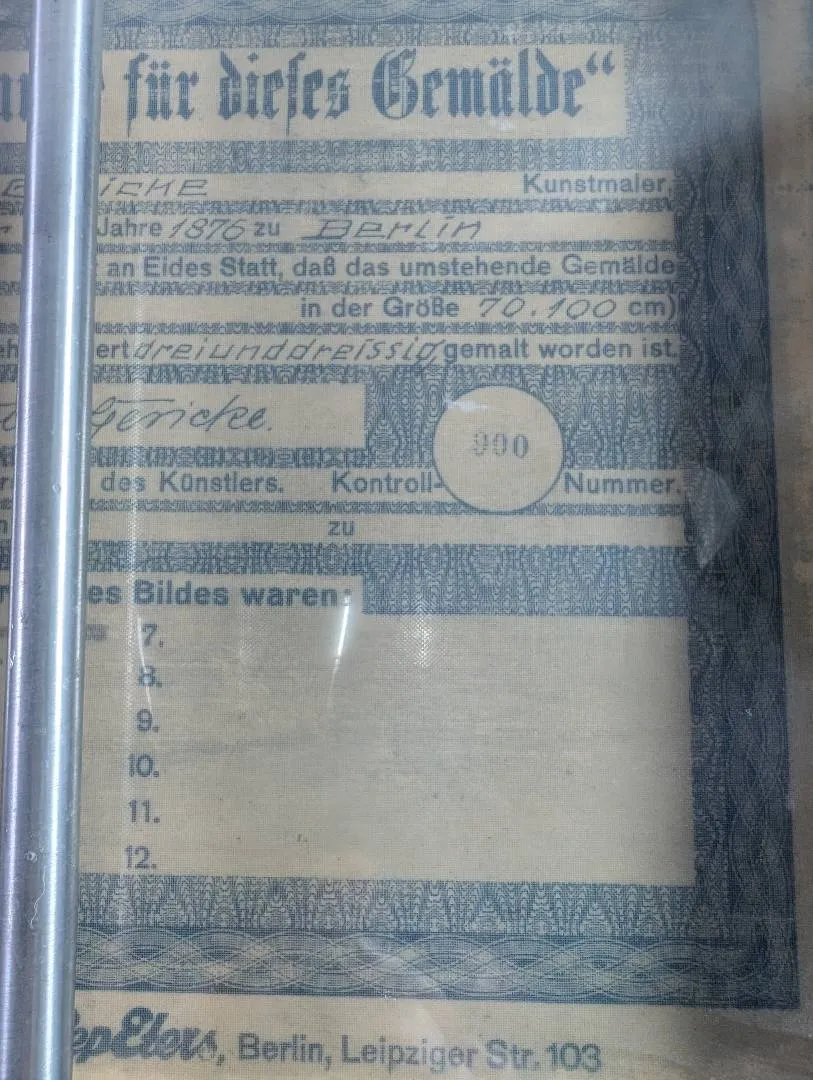 für dieses Gemälde“
Kunstmaler,
Jahre 1876 zu Berlin
an Eides Statt, daß das umstehende Gemälde
in der Größe 70.100 cm)
ert dreiunddreissig gemalt worden ist.
Gericke.
des Künstlers. Kontroll-Nummer.
000
zu
es Bildes waren:
7.
8.
9.
10.
11.
12.
Berlin, Leipziger Str. 103